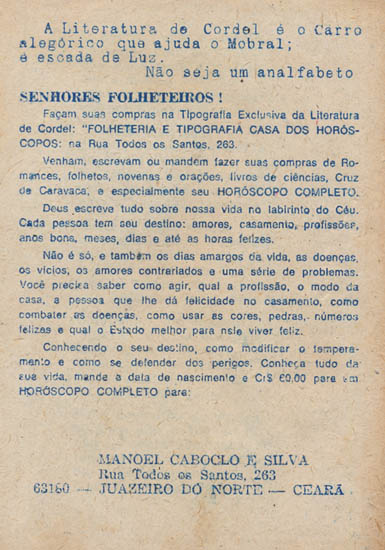 A Literatura de Cordel é o Carro
alegórico que ajuda o Mobral;
é escada de Luz.
Não seja um analfabeto
SENHORES FOLHETEIROS !
Façam suas compras na Tipografia Exclusiva da Literatura
de Cordel: "FOLHETERIA E TIPOGRAFIA CASA DOS HORÓS-
COPOS: na Rua Todos os Santos, 263.
Venham, escrevam ou mandem fazer suas compras de Ro-
mances, folhetos, novenas e orações, livros de ciências, Cruz
de Caravaca, e especialmente seu HORÓSCOPO COMPLETO.
Deus escreve tudo sobre nossa vida no labirinto do Céu.
Cada pessoa tem seu destino: amores, casamento, profissões,
anos bons, meses, dias e até as horas felizes.
Não é só, e também os dias amargos da vida, as doenças,
os vícios, os amores contrariados e uma série de problemas.
Você precisa saber como agir, qual a profissão, o modo da
casa, a pessoa que lhe dá felicidade no casamento, como
combater as doenças, como usar as cores, pedras, números
felizes e qual o Estado melhor para nele viver feliz.
Conhecendo o seu destino, como modificar o tempera-
mento e como se defender dos perigos. Conheça tudo da
sua vida, mande a data de nascimento e Cr$ 60,00 para um
HORÓSCOPO COMPLETO para:
MANOEL CABOCLO E SILVA
Rua Todos os Santos, 263
63180 — JUAZEIRO DO NORTE — CEARÁ